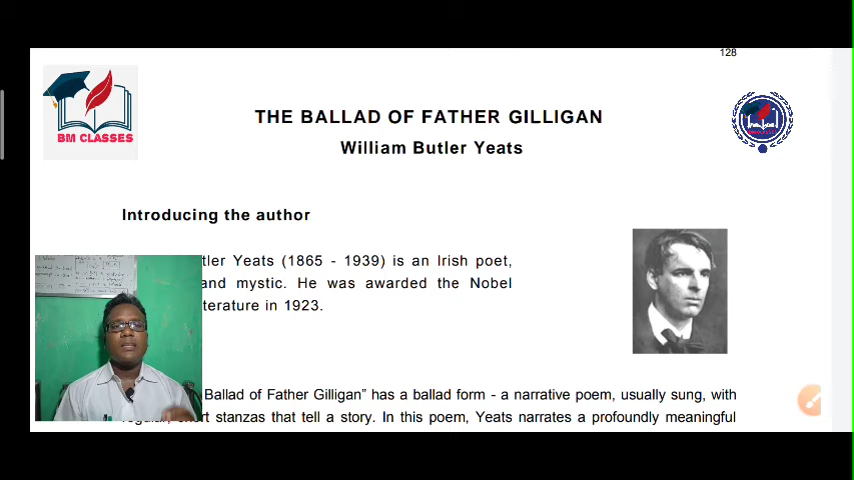 128
BM CLASSES
THE BALLAD OF FATHER GILLIGAN
William Butler Yeats
Introducing the author
tler Yeats (1865 - 1939) is an Irish poet,
and mystic. He was awarded the Nobel
terature in 1923.
Ballad of Father Gilligan" has a ballad form - a narrative poem, usually sung, with
stanzas that tell a story. In this poem, Yeats narrates a profoundly meaningful